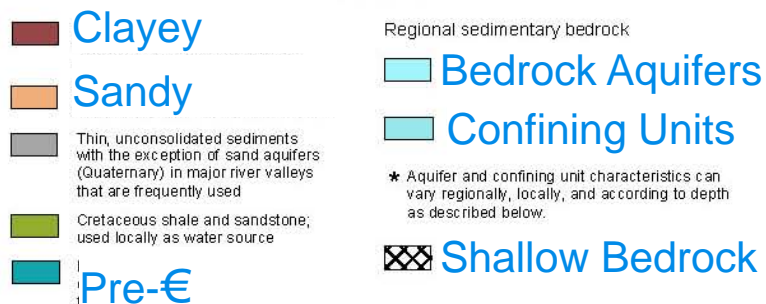 Clayey
Sandy
Thin, unconsolidated sediments
with the exception of sand aquifers
(Quaternary) in major river valleys
that are frequently used
Cretaceous shale and sandstone;
used locally as water source
Pre-€
Regional sedimentary bedrock
Bedrock Aquifers
Confining Units
* Aquifer and confining unit characteristics can
vary regionally, locally, and according to depth
as described below.
Shallow Bedrock